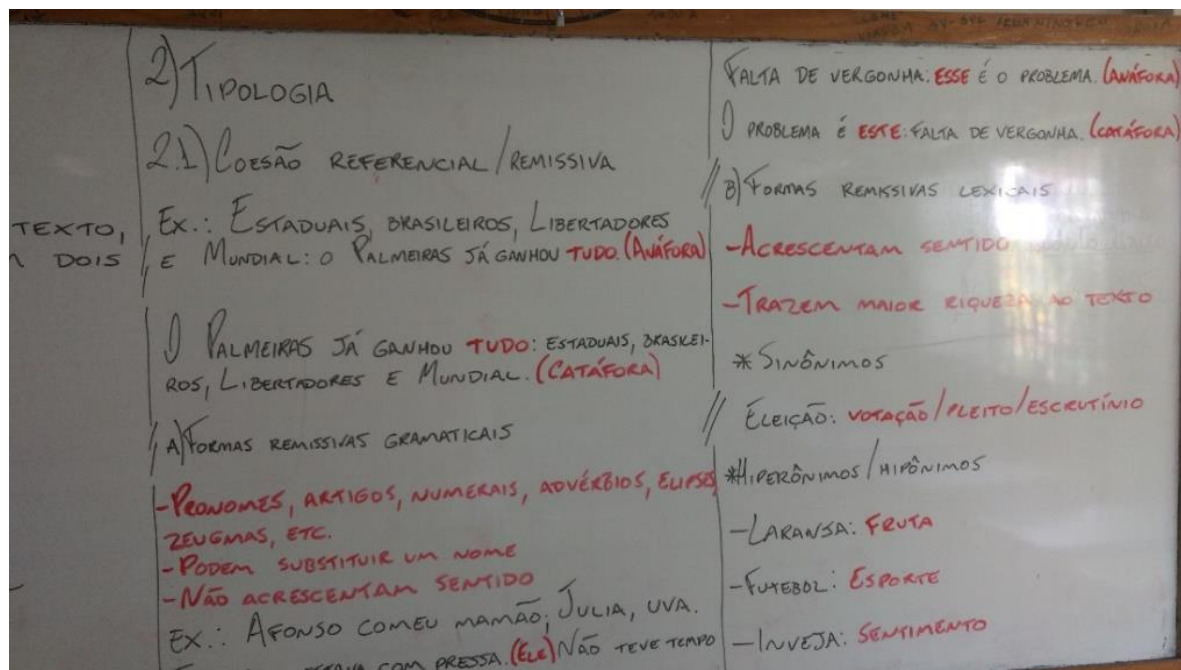 TEXTO,
DOIS
2) TIPOLOGIA
2.1) COESÃO REFERENCIAL/REMISSIVA
EX.: ESTADUAIS, BRASILEIROS, LIBERTADORES
E MUNDIAL: O PALMEIRAS JÁ GANHOU TUDO. (ANÁFORA)
O PALMEIRAS JÁ GANHOU TUDO: ESTADUAIS, BRASILEI-
ROS, LIBERTADORES E MUNDIAL. (CATÁFORA)
A) FORMAS REMISSIVAS GRAMATICAIS
-PRONOMES, ARTIGOS, NUMERAIS, ADVÉRBIOS, ELIPSES,
ZEUGMAS, ETC.
-PODEM SUBSTITUIR UM NOME
-NÃO ACRESCENTAM SENTIDO
EX.: AFONSO COMEU MAMÃO; JULIA, UVA.
COM PRESSA. (ELE) NÃO TEVE TEMPO
FALTA DE VERGONHA: ESSE É O PROBLEMA. (ANÁFORA)
O PROBLEMA É ESTE: FALTA DE VERGONHA. (CATÁFORA)
B) FORMAS REMISSIVAS LEXICAIS
-ACRESCENTAM SENTIDO
-TRAZEM MAIOR RIQUEZA AO TEXTO
*SINÔNIMOS
ELEIÇÃO: VOTAÇÃO/PLEITO/ESCRUTÍNIO
*HIPERÔNIMOS/HIPÔNIMOS
-LARANJA: FRUTA
-FUTEBOL: ESPORTE
-INVEJA: SENTIMENTO